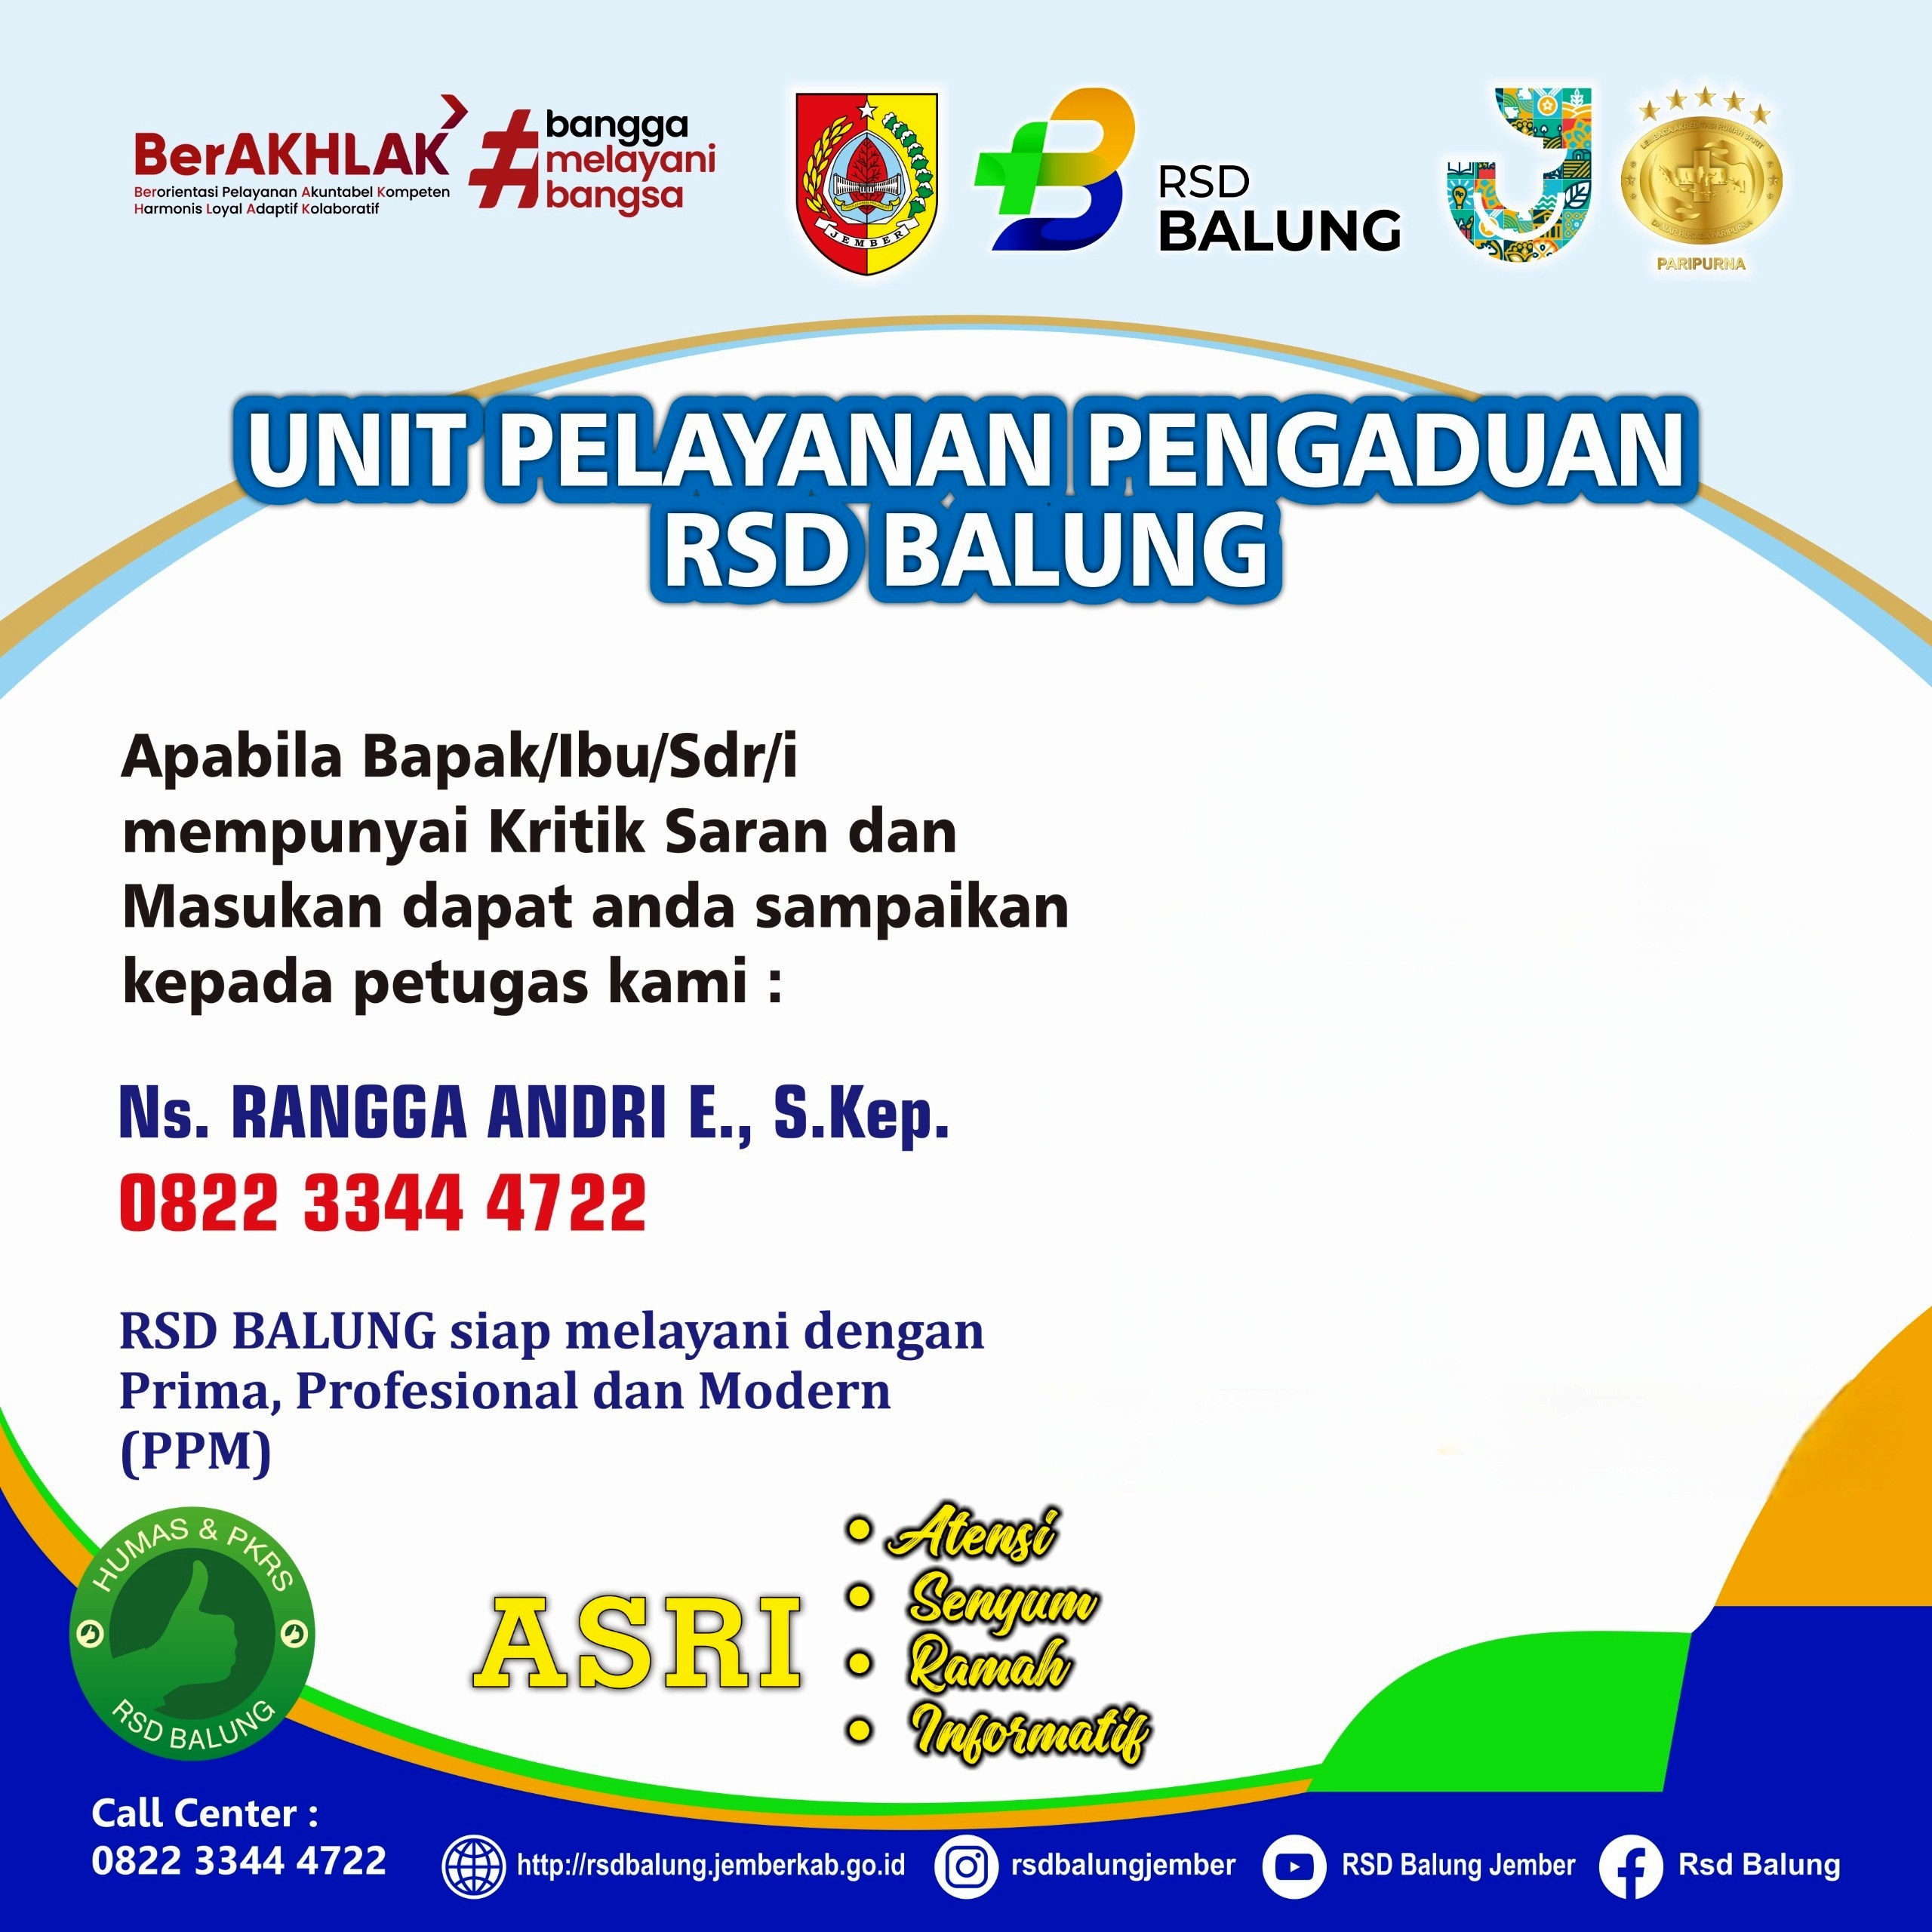 BerAKHLAK
Berorientasi Pelayanan Akuntabel Kompeten
Harmonis Loyal Adaptif Kolaboratif
#bangga
melayani
bangsa
JEMBER
RSD
BALUNG
PARIPURNA
UNIT PELAYANAN PENGADUAN
RSD BALUNG
Apabila Bapak/Ibu/Sdr/i
mempunyai Kritik Saran dan
Masukan dapat anda sampaikan
kepada petugas kami :
Ns. RANGGA ANDRI E., S.Kep.
0822 3344 4722
RSD BALUNG siap melayani dengan
Prima, Profesional dan Modern
(PPM)
HUMAS & PKRS
RSD BALUNG
ASRI
• Atensi
• Senyum
• Ramah
• Informatif
Call Center :
0822 3344 4722
http://rsdbalung.jemberkab.go.id
rsdbalungjember
RSD Balung Jember
Rsd Balung